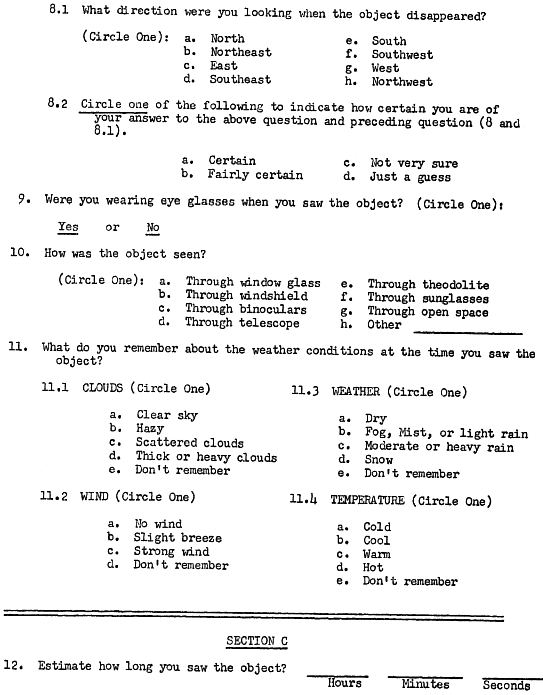 8.1 What direction were you looking when the object disappeared?
(Circle One): a. North e. South
b. Northeast f. Southwest
c. East g. West
d. Southeast h. Northwest
8.2 Circle one of the following to indicate how certain you are of
your answer to the above question and preceding question (8 and
8.1).
a. Certain c. Not very sure
b. Fairly certain d. Just a guess
9. Were you wearing eye glasses when you saw the object? (Circle One):
Yes or No
10. How was the object seen?
(Circle One): a. Through window glass e. Through theodolite
b. Through windshield f. Through sunglasses
c. Through binoculars g. Through open space
d. Through telescope h. Other
11. What do you remember about the weather conditions at the time you saw the
object?
11.1 CLOUDS (Circle One) 11.3 WEATHER (Circle One)
a. Clear sky a. Dry
b. Hazy b. Fog, Mist, or light rain
c. Scattered clouds c. Moderate or heavy rain
d. Thick or heavy clouds d. Snow
e. Don't remember e. Don't remember
11.2 WIND (Circle One) 11.4 TEMPERATURE (Circle One)
a. No wind a. Cold
b. Slight breeze b. Cool
c. Strong wind c. Warm
d. Don't remember d. Hot
e. Don't remember
SECTION C
12. Estimate how long you saw the object?
Hours Minutes Seconds